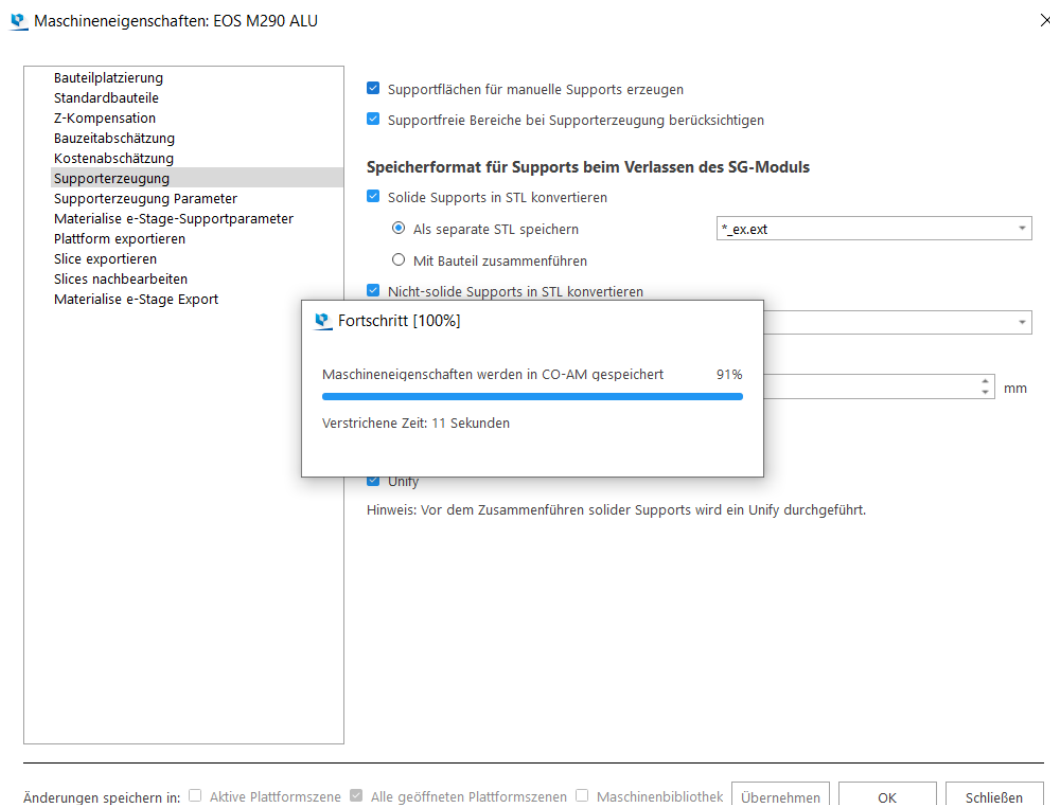 Maschineneigenschaften: EOS M290 ALU
Bauteilplatzierung
Standardbauteile
Z-Kompensation
Bauzeitabschätzung
Kostenabschätzung
Supporterzeugung
Supporterzeugung Parameter
Materialise e-Stage-Supportparameter
Plattform exportieren
Slice exportieren
Slices nachbearbeiten
Materialise e-Stage Export
Supportflächen für manuelle Supports erzeugen
Supportfreie Bereiche bei Supporterzeugung berücksichtigen
Speicherformat für Supports beim Verlassen des SG-Moduls
Solide Supports in STL konvertieren
Als separate STL speichern *_ex.ext
Mit Bauteil zusammenführen
Nicht-solide Supports in STL konvertieren
Fortschritt [100%]
Maschineneigenschaften werden in CO-AM gespeichert 91%
Verstrichene Zeit: 11 Sekunden
mm
Unify
Hinweis: Vor dem Zusammenführen solider Supports wird ein Unify durchgeführt.
Änderungen speichern in: Aktive Plattformszene Alle geöffneten Plattformszenen Maschinenbibliothek Übernehmen OK Schließen